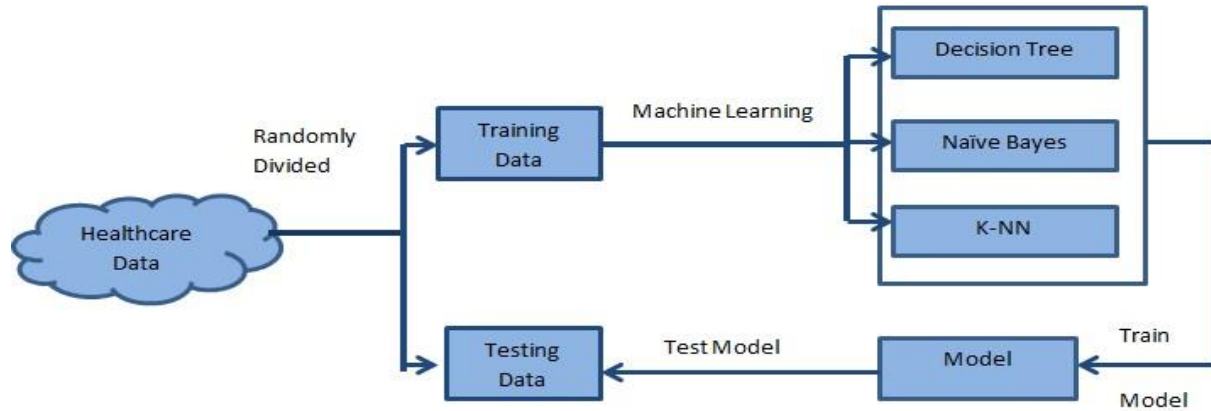 Decision Tree
Machine Learning
Randomly
Divided
Training
Data
Naïve Bayes
K-NN
Healthcare
Data
Testing
Data
Test Model
Model
Train
Model